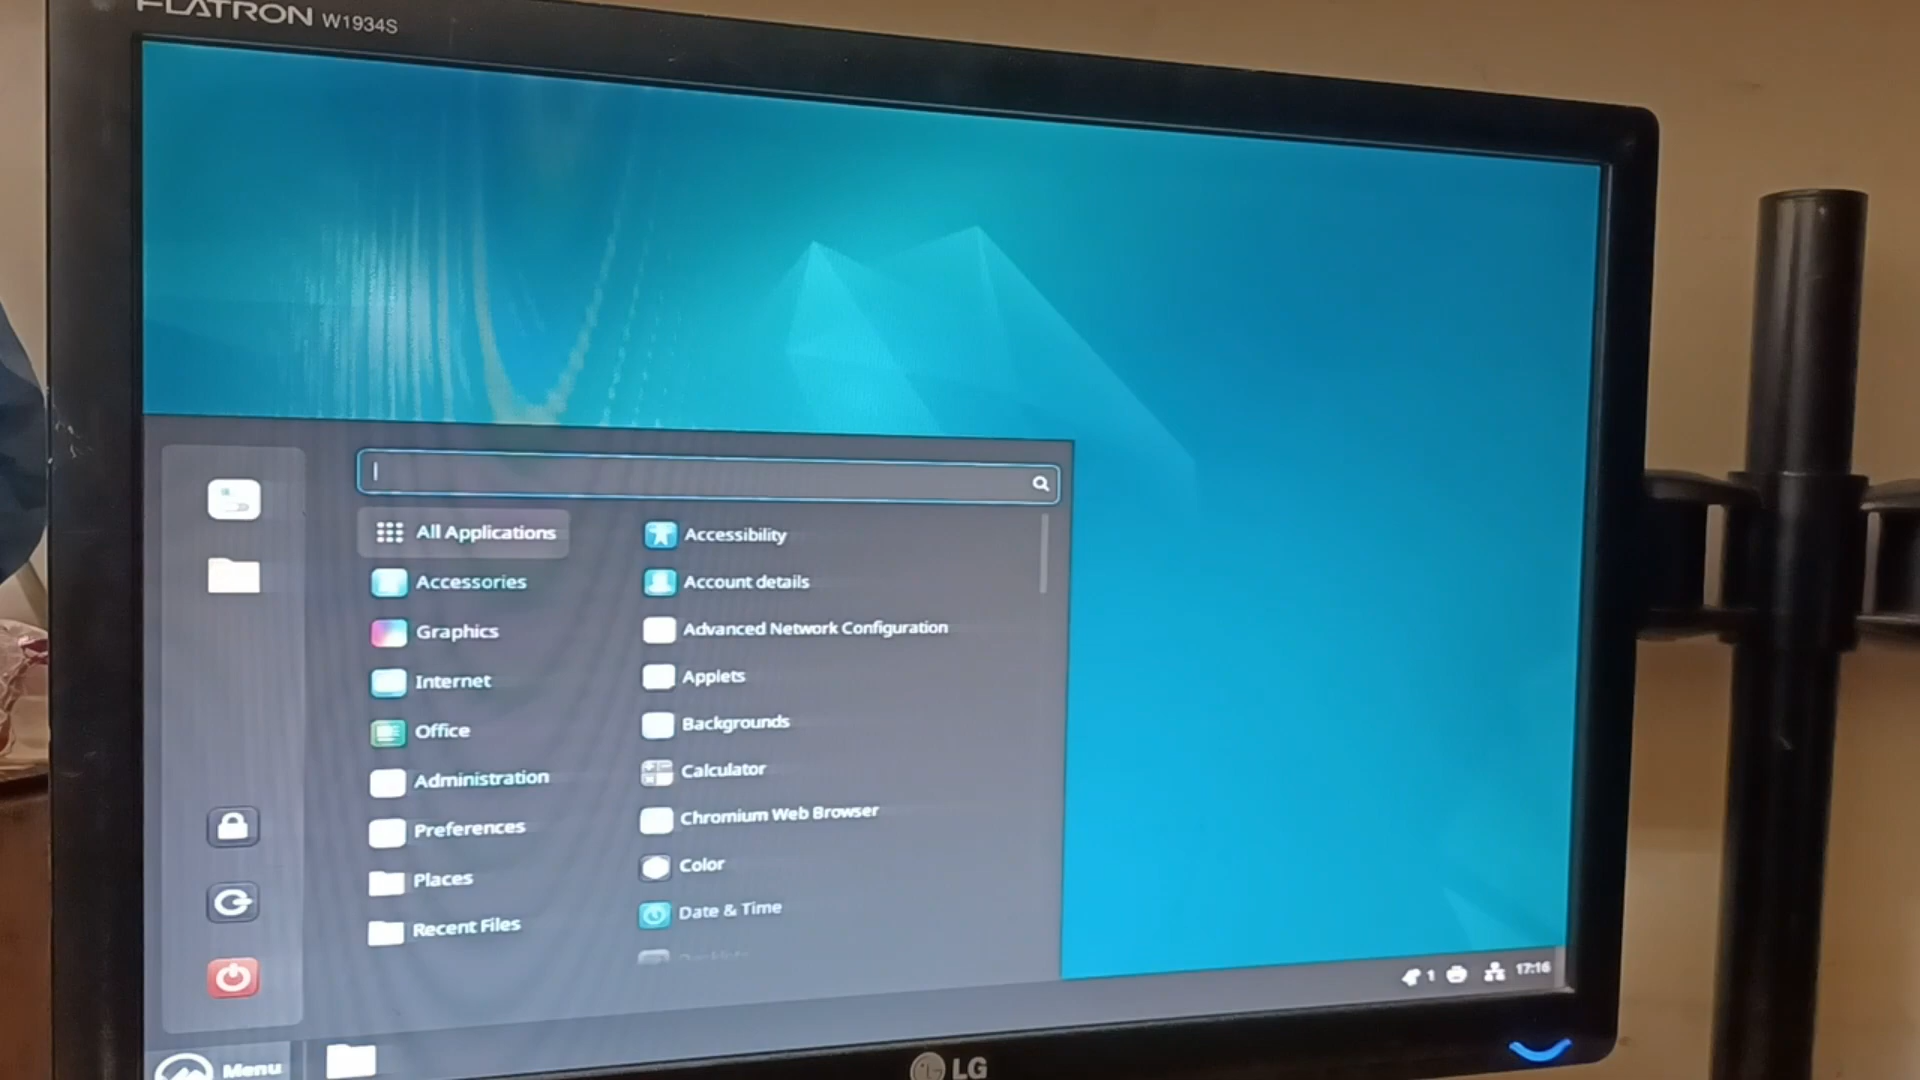 FLATRON W1934S
All Applications
Accessories
Graphics
Internet
Office
Administration
Preferences
Places
Recent Files
Accessibility
Account details
Advanced Network Configuration
Applets
Backgrounds
Calculator
Chromium Web Browser
Color
Date & Time
1
17:16
Menu
LG